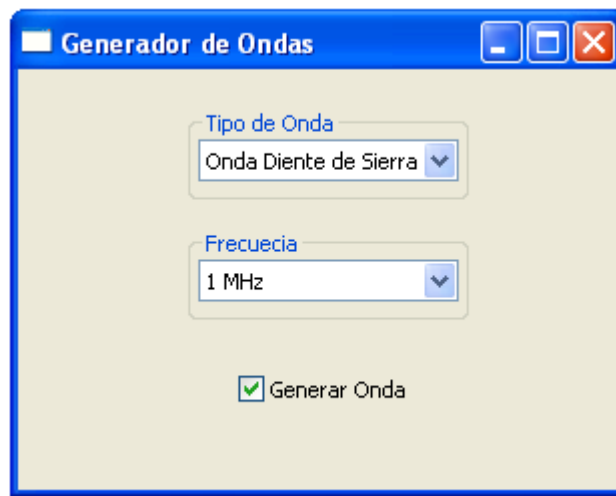 Generador de Ondas
Tipo de Onda
Onda Diente de Sierra
Frecuecia
1 MHz
Generar Onda